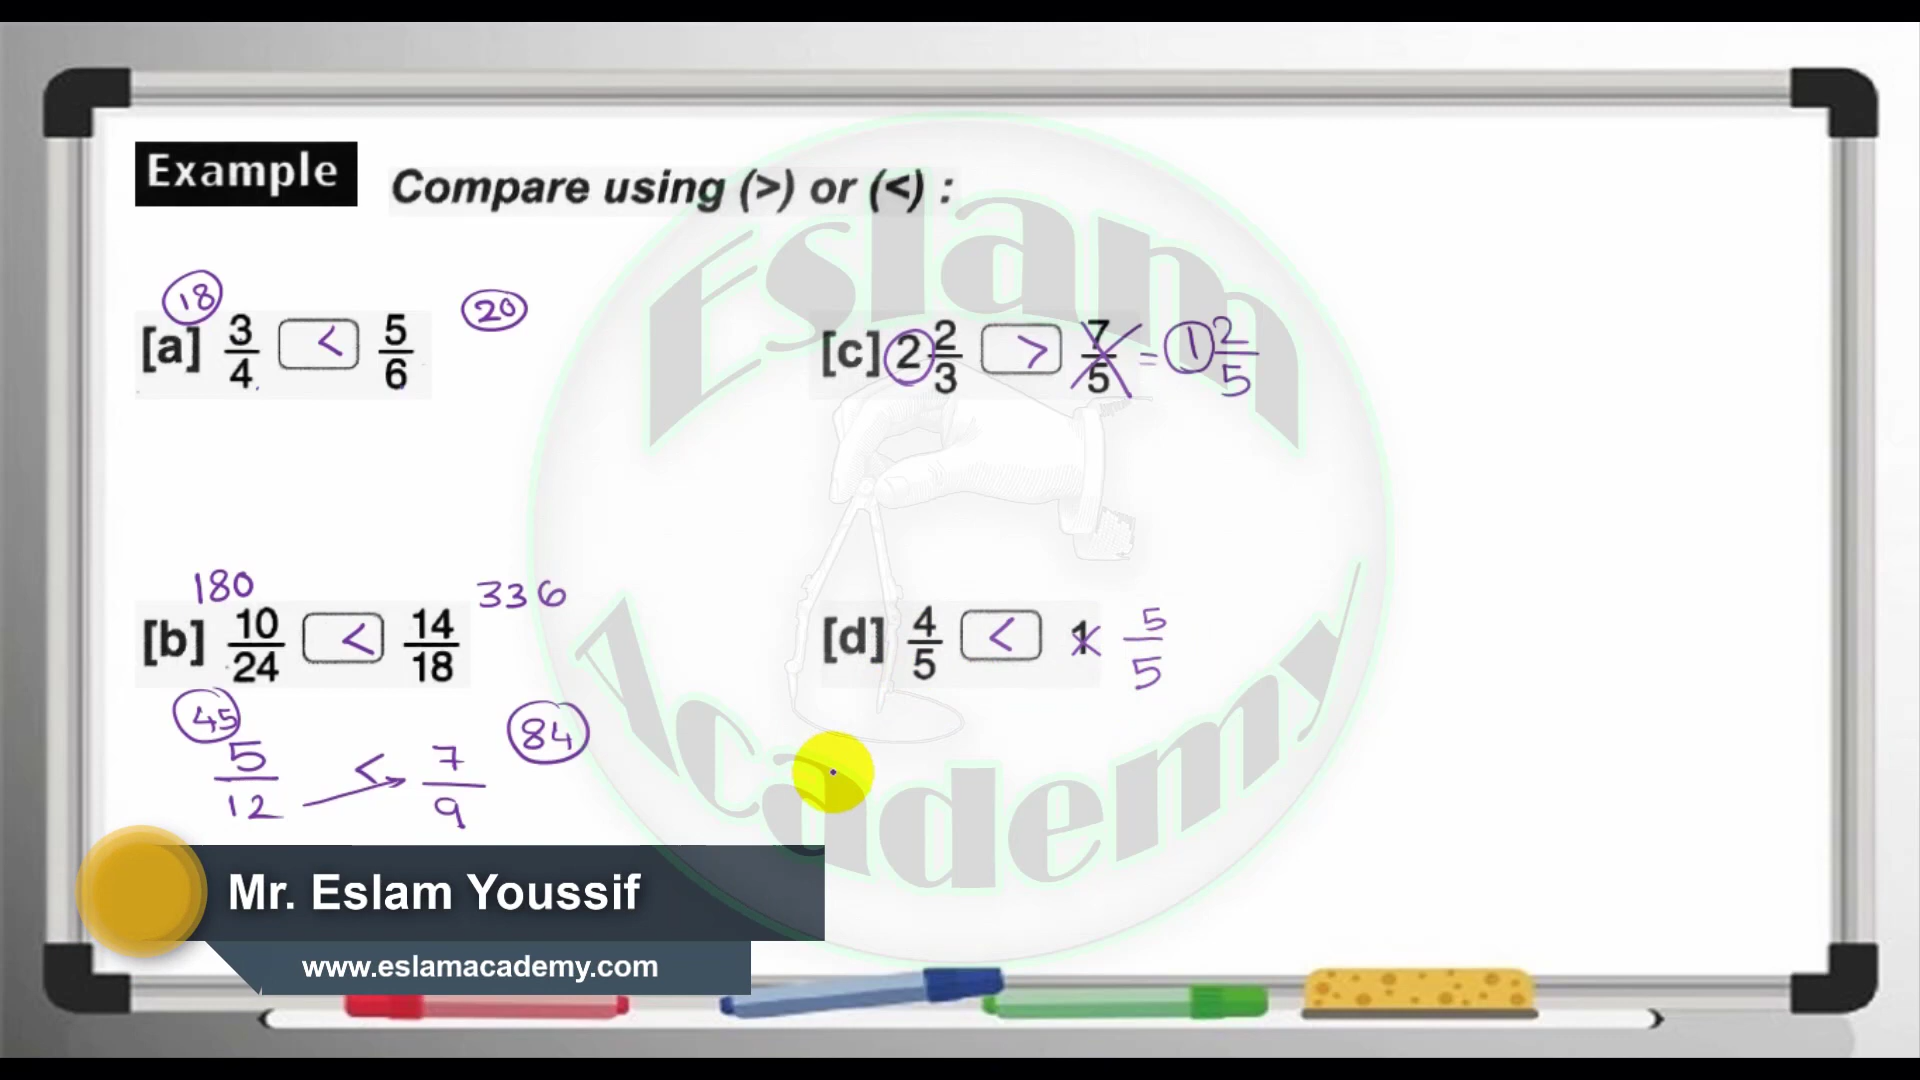 Example Compare using (>) or (<) :
18 20
[a] 3/4 < 5/6
[c] 2 2/3 > 7/5 = 1 2/5
180 336
[b] 10/24 < 14/18
[d] 4/5 < 1 5/5
45 84
5/12 < 7/9
Eslam
Academy
Mr. Eslam Youssif
www.eslamacademy.com